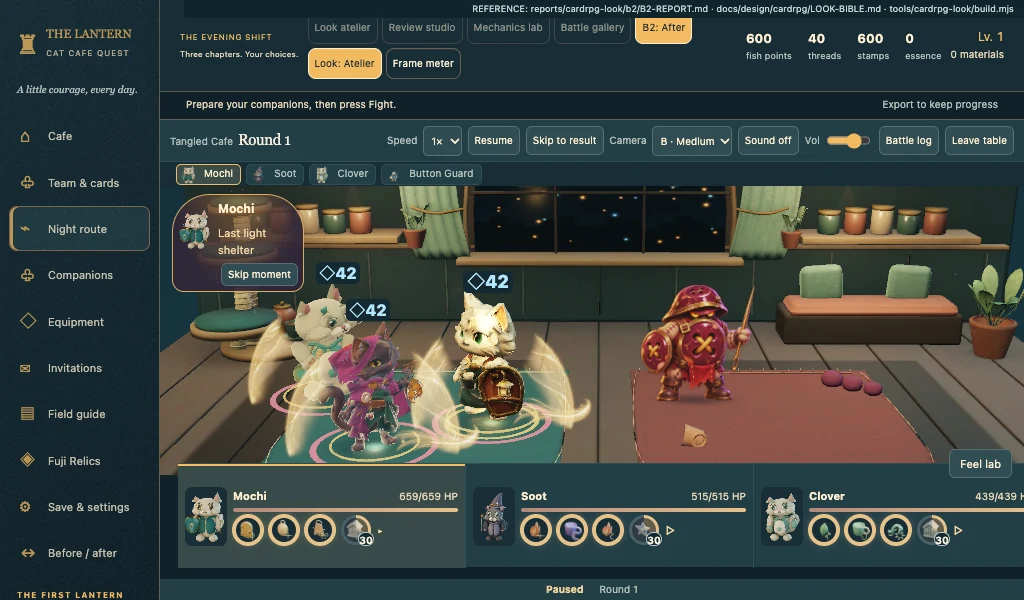 REFERENCE: reports/cardrpg-look/b2/B2-REPORT.md · docs/design/cardrpg/LOOK-BIBLE.md · tools/cardrpg-look/build.mjs
THE LANTERN
CAT CAFE QUEST
A little courage, every day.
Cafe
Team & cards
Night route
Companions
Equipment
Invitations
Field guide
Fuji Relics
Save & settings
Before / after
THE FIRST LANTERN
THE EVENING SHIFT
Three chapters. Your choices.
Look atelier
Review studio
Mechanics lab
Battle gallery
B2: After
Look: Atelier
Frame meter
600
fish points
40
threads
600
stamps
0
essence
Lv. 1
0 materials
Prepare your companions, then press Fight.
Export to keep progress
Tangled Cafe Round 1
Speed
1x
Resume
Skip to result
Camera
B · Medium
Sound off
Vol
Battle log
Leave table
Mochi
Soot
Clover
Button Guard
Mochi
Last light
shelter
Skip moment
42
42
42
Feel lab
Mochi
659/659 HP
30
Soot
515/515 HP
30
Clover
439/439 H
30
Paused
Round 1